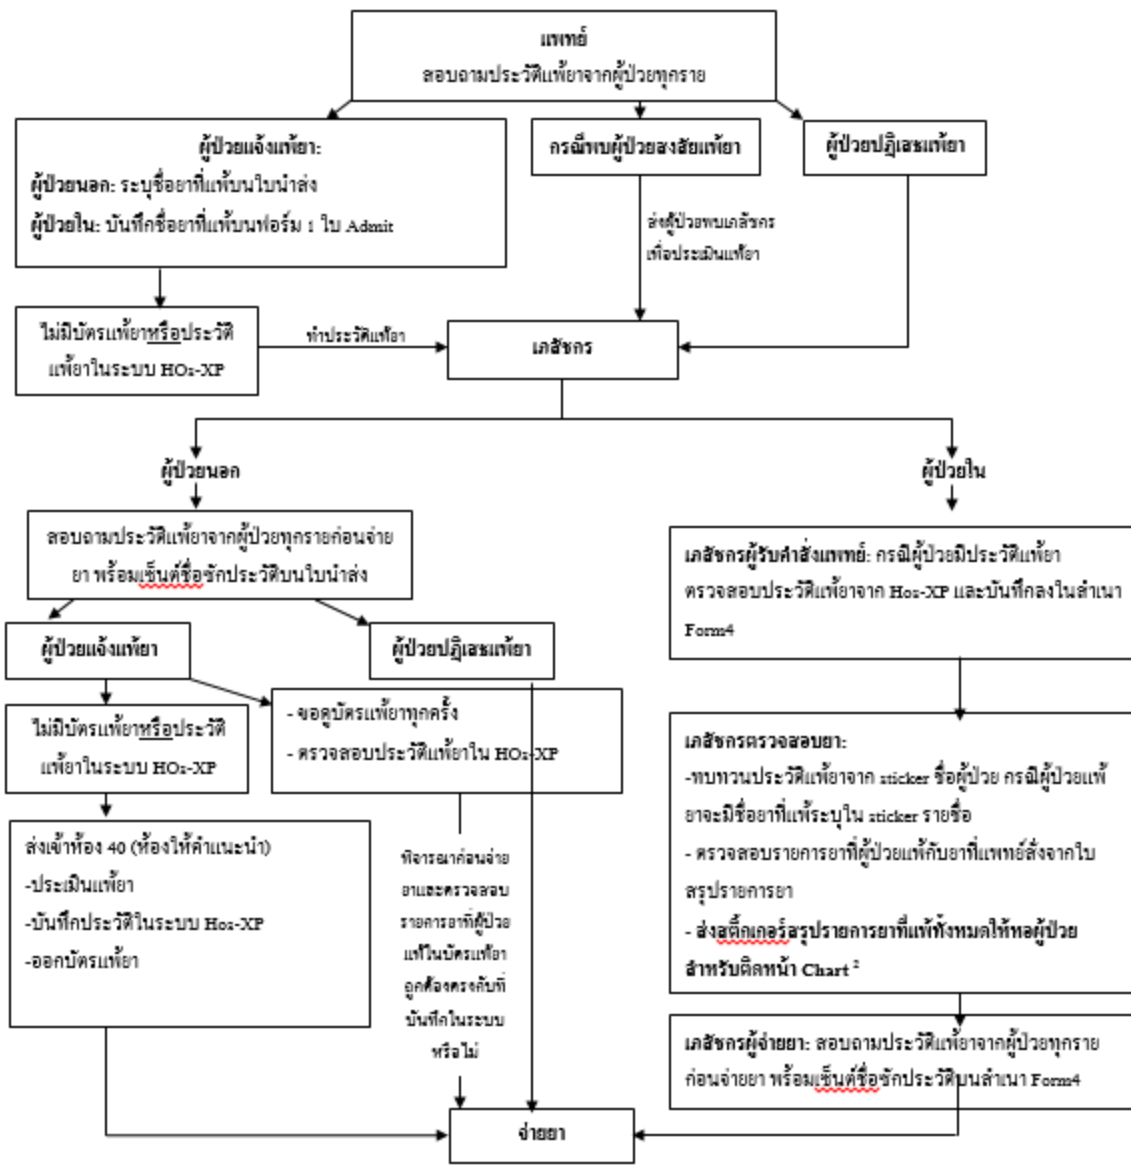 แพทย์
สอบถามประวัติแพ้ยาจากผู้ป่วยทุกราย
ผู้ป่วยแจ้งแพ้ยา:
ผู้ป่วยนอก: ระบุชื่อยาที่แพ้บนใบนำส่ง
ผู้ป่วยใน: บันทึกชื่อยาที่แพ้บนฟอร์ม 1 ใบ Admit
กรณีพบผู้ป่วยสงสัยแพ้ยา
ผู้ป่วยปฏิเสธแพ้ยา
ส่งผู้ป่วยพบเภสัชกร
เพื่อประเมินแพ้ยา
ไม่มีบัตรแพ้ยาหรือประวัติ
แพ้ยาในระบบ HOs-XP
ทำประวัติแพ้ยา
เภสัชกร
ผู้ป่วยนอก
ผู้ป่วยใน
สอบถามประวัติแพ้ยาจากผู้ป่วยทุกรายก่อนจ่าย
ยา พร้อมเซ็นต์ชื่อซักประวัติบนใบนำส่ง
ผู้ป่วยแจ้งแพ้ยา
ผู้ป่วยปฏิเสธแพ้ยา
ไม่มีบัตรแพ้ยาหรือประวัติ
แพ้ยาในระบบ HOs-XP
- ขอดูบัตรแพ้ยาทุกครั้ง
- ตรวจสอบประวัติแพ้ยาใน HOs-XP
ส่งเข้าห้อง 40 (ห้องให้คำแนะนำ)
-ประเมินแพ้ยา
-บันทึกประวัติในระบบ Hos-XP
-ออกบัตรแพ้ยา
พิจารณาก่อนจ่าย
ยาและตรวจสอบ
รายการยาที่ผู้ป่วย
แพ้ในบัตรแพ้ยา
ถูกต้องตรงกับที่
บันทึกในระบบ
หรือไม่
เภสัชกรผู้รับคำสั่งแพทย์: กรณีผู้ป่วยมีประวัติแพ้ยา
ตรวจสอบประวัติแพ้ยาจาก Hos-XP และบันทึกลงในสำเนา
Form4
เภสัชกรตรวจสอบยา:
-ทบทวนประวัติแพ้ยาจาก sticker ชื่อผู้ป่วย กรณีผู้ป่วยแพ้
ยาจะมีชื่อยาที่แพ้ระบุใน sticker รายชื่อ
- ตรวจสอบรายการยาที่ผู้ป่วยแพ้กับยาที่แพทย์สั่งจากใบ
สรุปรายการยา
- ส่งสติ๊กเกอร์สรุปรายการยาที่แพ้ทั้งหมดให้หอผู้ป่วย
สำหรับติดหน้า Chart ²
เภสัชกรผู้จ่ายยา: สอบถามประวัติแพ้ยาจากผู้ป่วยทุกราย
ก่อนจ่ายยา พร้อมเซ็นต์ชื่อซักประวัติบนสำเนา Form4
จ่ายยา